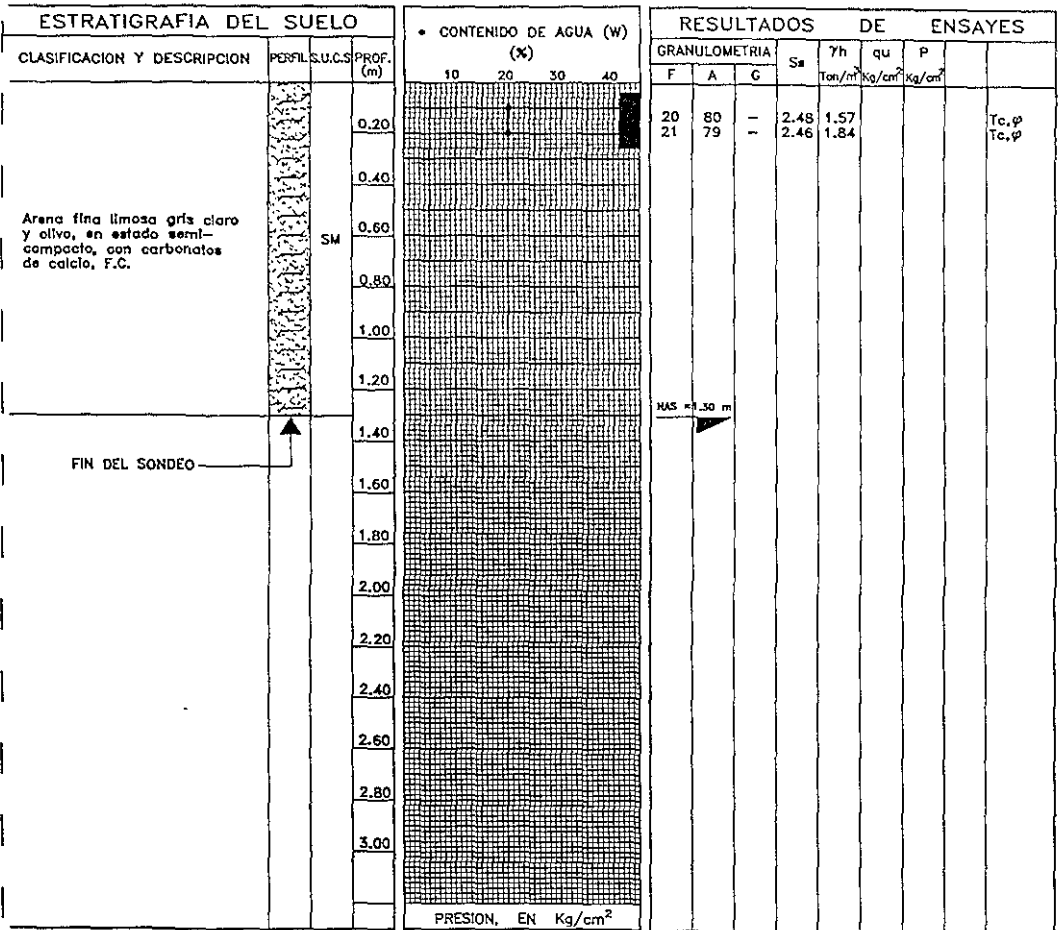 ESTRATIGRAFIA DEL SUELO
CLASIFICACION Y DESCRIPCION
PERFIL
S.U.C.S
PROF. (m)
0.20
0.40
0.60
0.80
1.00
1.20
1.40
1.60
1.80
2.00
2.20
2.40
2.60
2.80
3.00
Arena fina limosa gris claro
y olivo, en estado semi-
compacto, con carbonatos
de calcio, F.C.
SM
FIN DEL SONDEO
• CONTENIDO DE AGUA (W)
(%)
10 20 30 40
PRESION, EN Kg/cm²
RESULTADOS DE ENSAYES
GRANULOMETRIA
F A G
Ss
γh
Ton/m³
qu
Kg/cm²
P
Kg/cm²
20 80 – 2.48 1.57 Tc,φ
21 79 – 2.46 1.84 Tc,φ
1.30 m